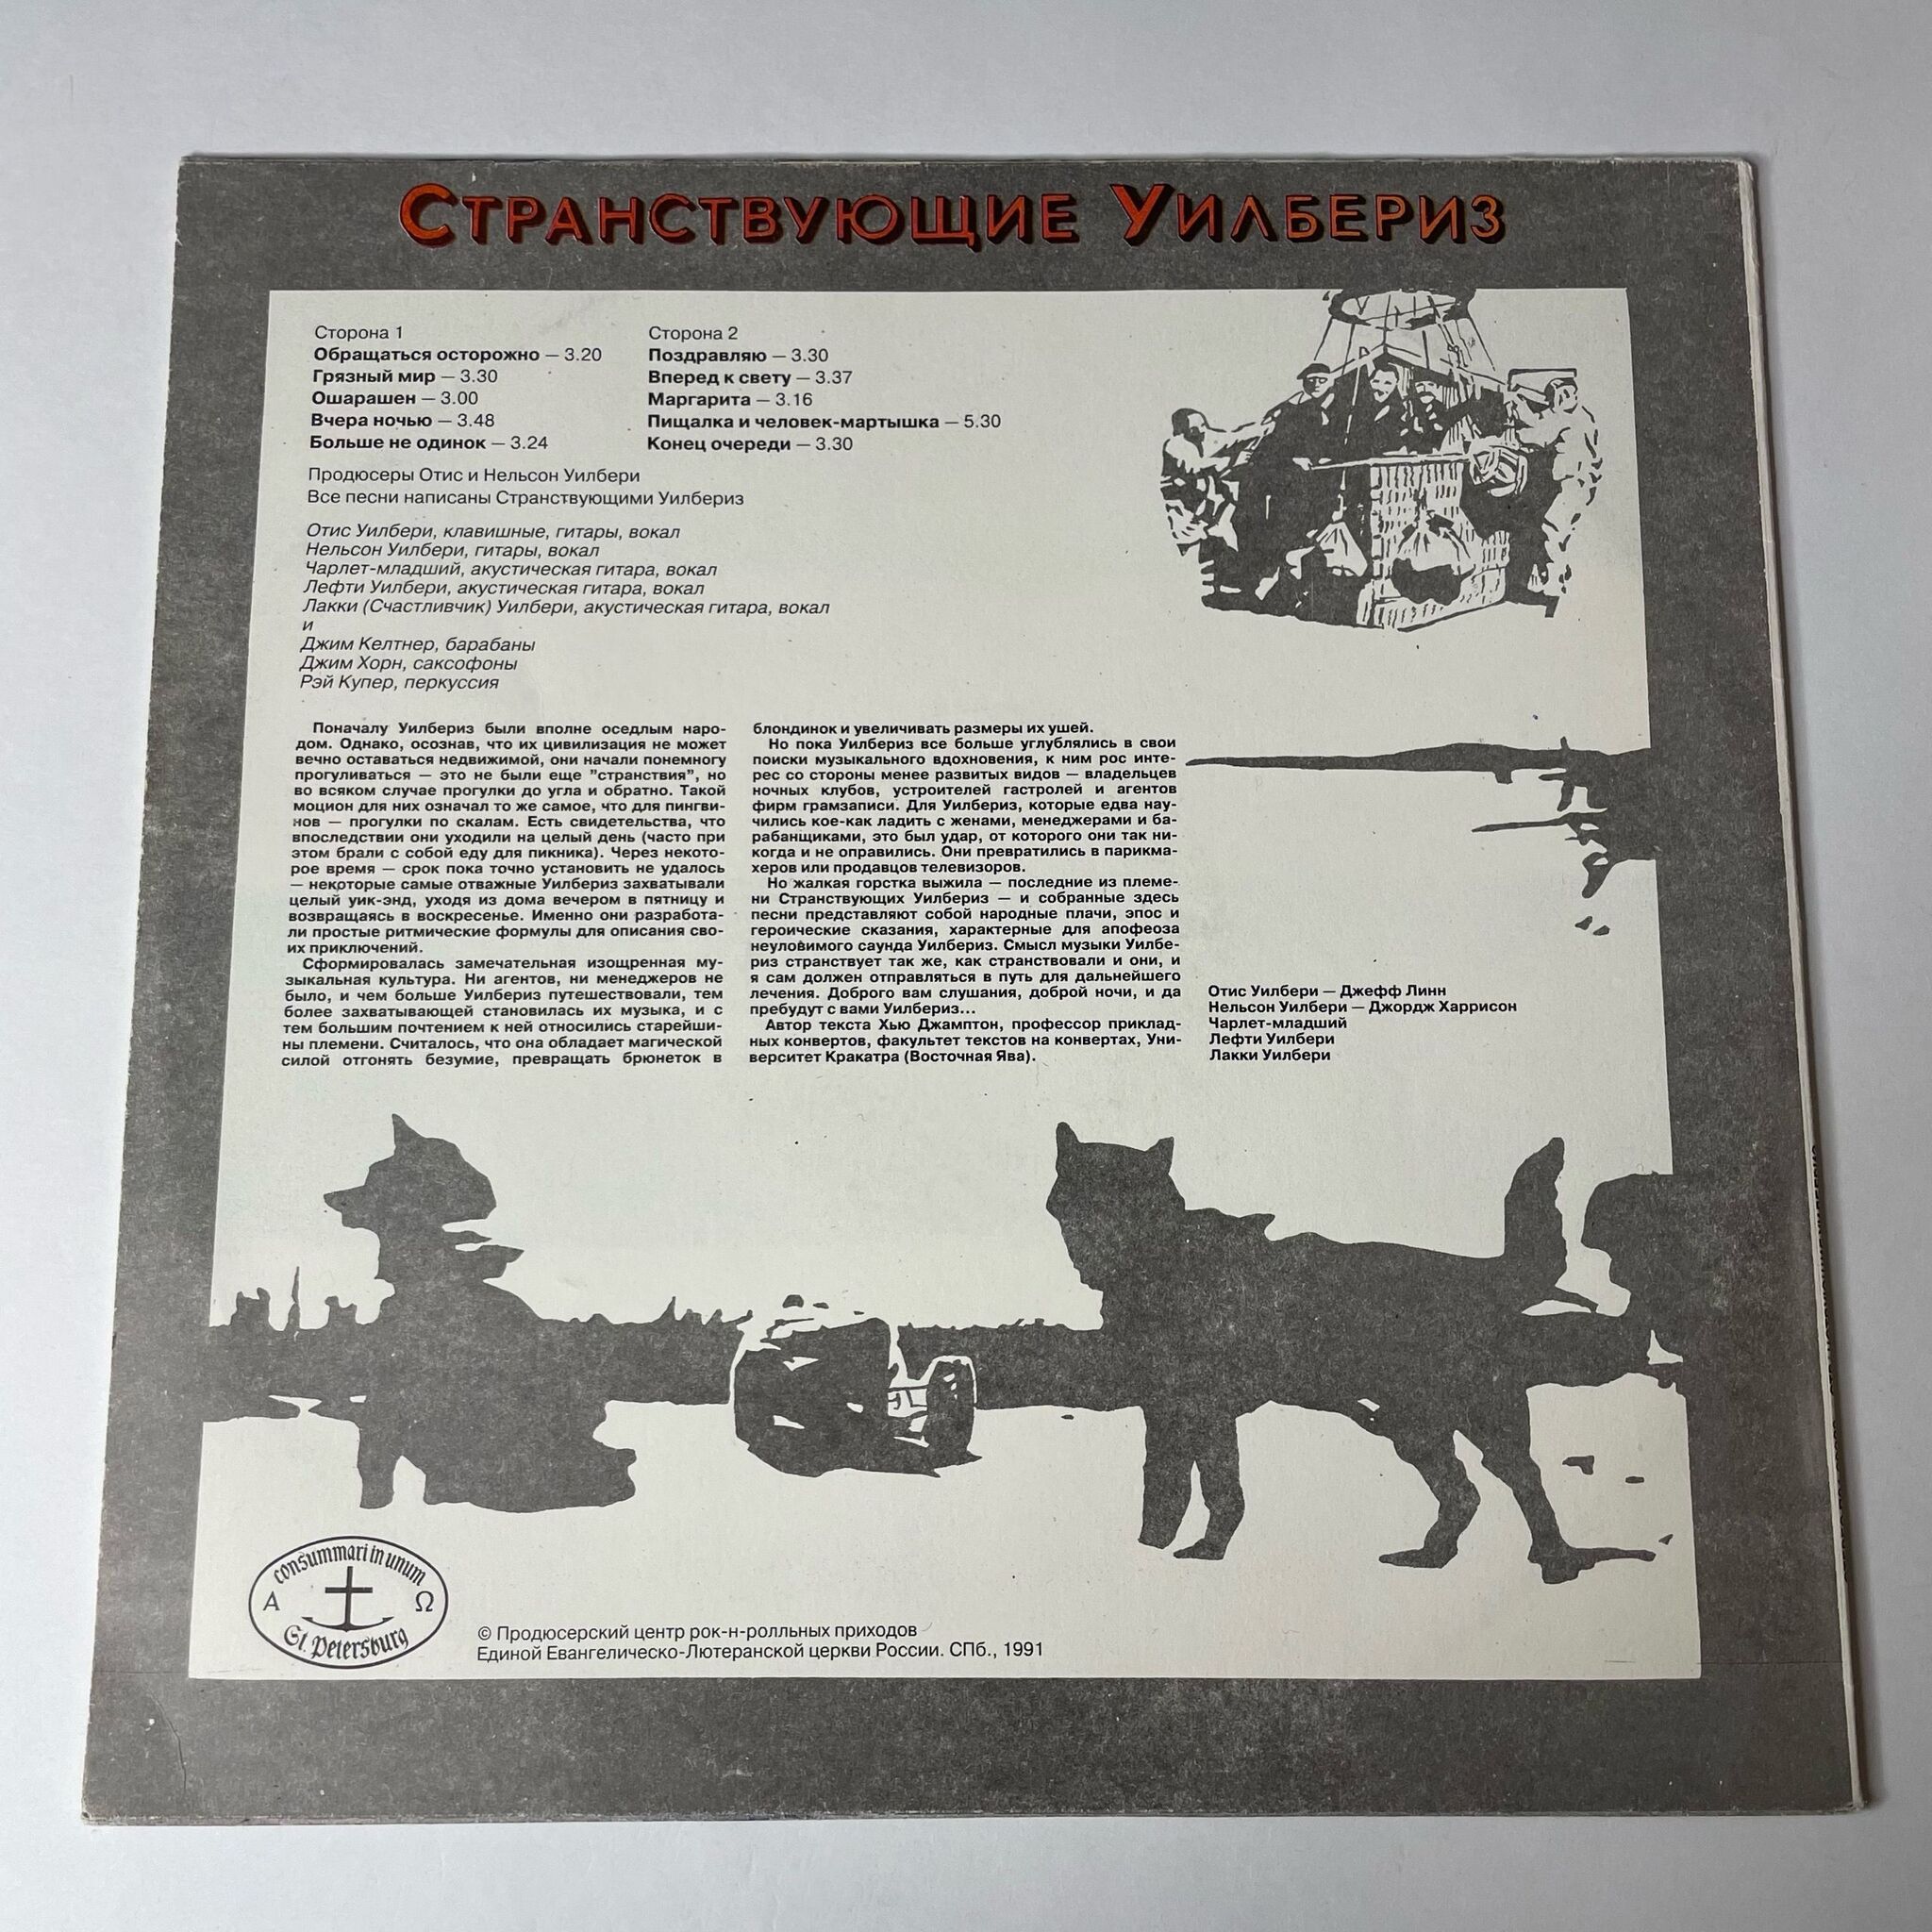 Странствующие Уилбериз
Сторона 1
Обращаться осторожно — 3.20
Грязный мир — 3.30
Ошарашен — 3.00
Вчера ночью — 3.48
Больше не одинок — 3.24
Сторона 2
Поздравляю — 3.30
Вперед к свету — 3.37
Маргарита — 3.16
Пищалка и человек-мартышка — 5.30
Конец очереди — 3.30
Продюсеры Отис и Нельсон Уилбери
Все песни написаны Странствующими Уилбериз
Отис Уилбери, клавишные, гитары, вокал
Нельсон Уилбери, гитары, вокал
Чарлет-младший, акустическая гитара, вокал
Лефти Уилбери, акустическая гитара, вокал
Лакки (Счастливчик) Уилбери, акустическая гитара, вокал
и
Джим Келтнер, барабаны
Джим Хорн, саксофоны
Рэй Купер, перкуссия
Поначалу Уилбериз были вполне оседлым наро-
дом. Однако, осознав, что их цивилизация не может
вечно оставаться недвижимой, они начали понемногу
прогуливаться — это не были еще "странствия", но
во всяком случае прогулки до угла и обратно. Такой
моцион для них означал то же самое, что для пингви-
нов — прогулки по скалам. Есть свидетельства, что
впоследствии они уходили на целый день (часто при
этом брали с собой еду для пикника). Через некото-
рое время — срок пока точно установить не удалось
— некоторые самые отважные Уилбериз захватывали
целый уик-энд, уходя из дома вечером в пятницу и
возвращаясь в воскресенье. Именно они разработа-
ли простые ритмические формулы для описания сво-
их приключений.
Сформировалась замечательная изощренная му-
зыкальная культура. Ни агентов, ни менеджеров не
было, и чем больше Уилбериз путешествовали, тем
более захватывающей становилась их музыка, и с
тем большим почтением к ней относились старейши-
ны племени. Считалось, что она обладает магической
силой отгонять безумие, превращать брюнеток в
блондинок и увеличивать размеры их ушей.
Но пока Уилбериз все больше углублялись в свои
поиски музыкального вдохновения, к ним рос инте-
рес со стороны менее развитых видов — владельцев
ночных клубов, устроителей гастролей и агентов
фирм грамзаписи. Для Уилбериз, которые едва нау-
чились кое-как ладить с женами, менеджерами и ба-
рабанщиками, это был удар, от которого они так ни-
когда и не оправились. Они превратились в парикма-
херов или продавцов телевизоров.
Но жалкая горстка выжила — последние из племе-
ни Странствующих Уилбериз — и собранные здесь
песни представляют собой народные плачи, эпос и
героические сказания, характерные для апофеоза
неуловимого саунда Уилбериз. Смысл музыки Уилбе-
риз странствует так же, как странствовали и они, и
я сам должен отправляться в путь для дальнейшего
лечения. Доброго вам слушания, доброй ночи, и да
пребудут с вами Уилбериз...
Автор текста Хью Джамптон, профессор приклад-
ных конвертов, факультет текстов на конвертах, Уни-
верситет Кракатра (Восточная Ява).
Отис Уилбери — Джефф Линн
Нельсон Уилбери — Джордж Харрисон
Чарлет-младший
Лефти Уилбери
Лакки Уилбери
consummari in unum
Α Ω
St. Petersburg
© Продюсерский центр рок-н-ролльных приходов
Единой Евангелическо-Лютеранской церкви России. СПб., 1991